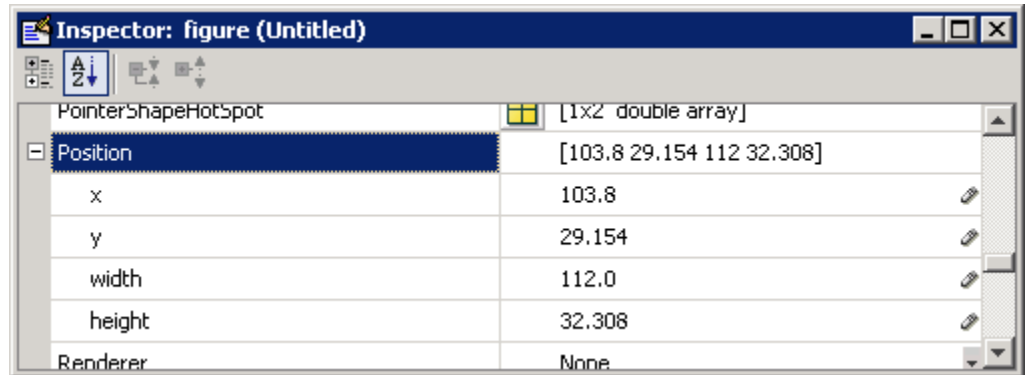 Inspector: figure (Untitled)
A
Z
PointerShapeHotSpot [1x2 double array]
Position [103.8 29.154 112 32.308]
x 103.8
y 29.154
width 112.0
height 32.308
Renderer None